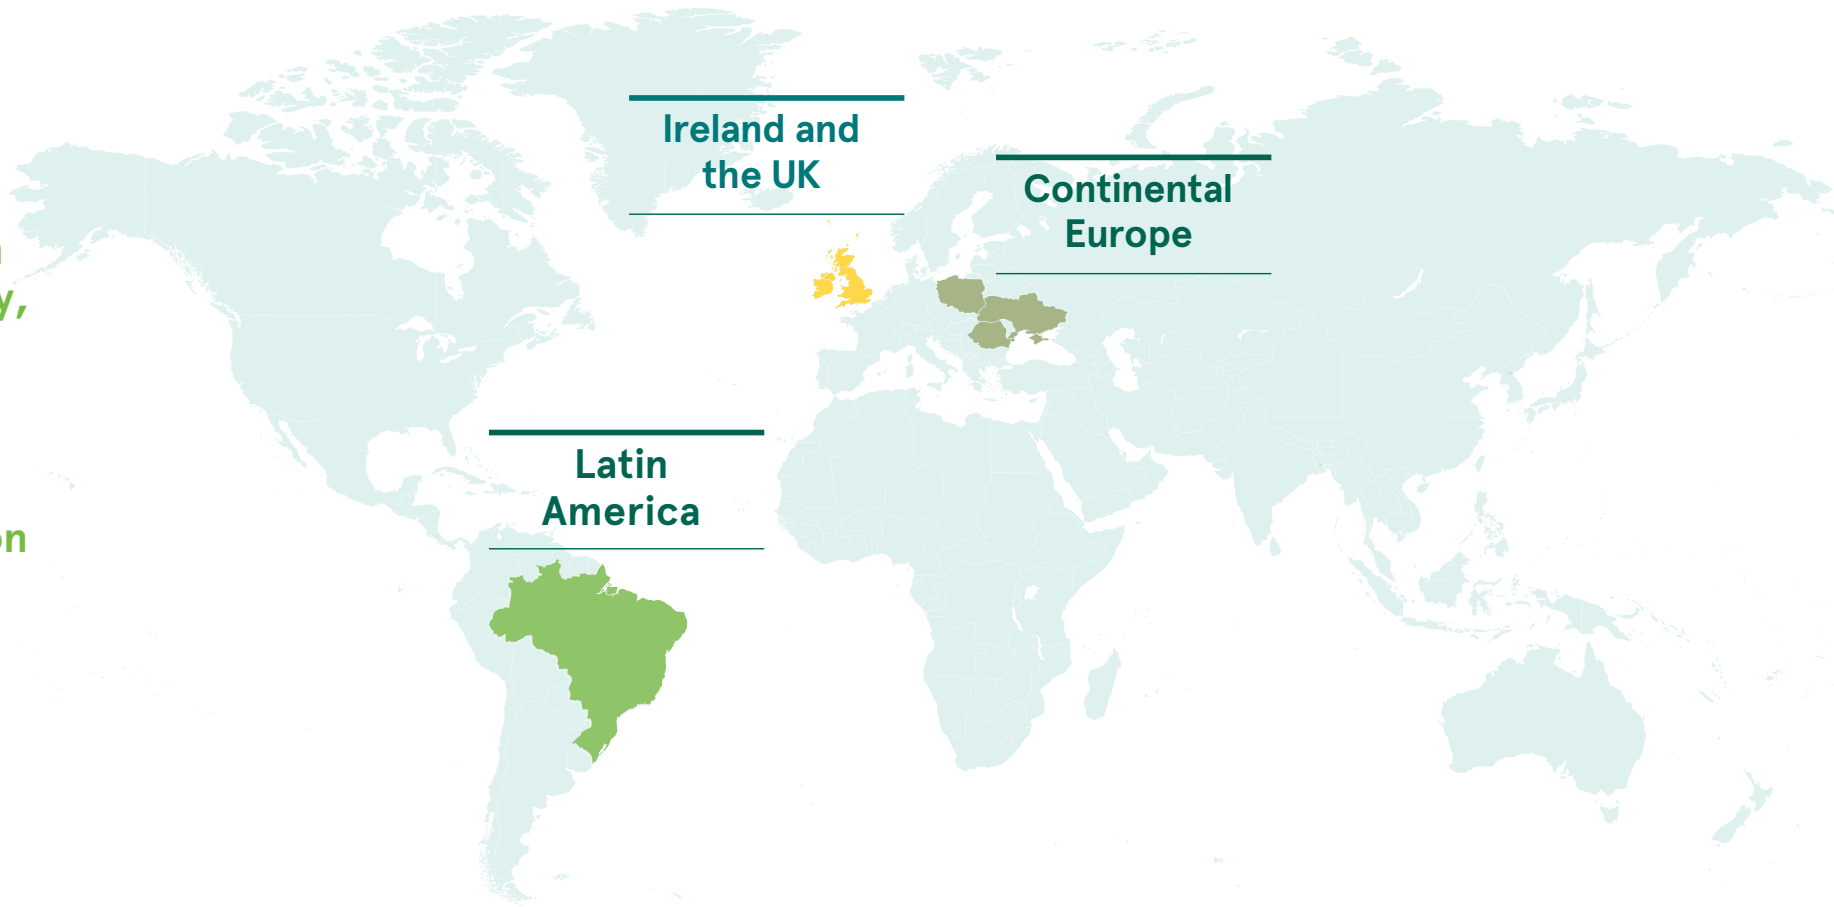 Ireland and
the UK
Continental
Europe
Latin
America